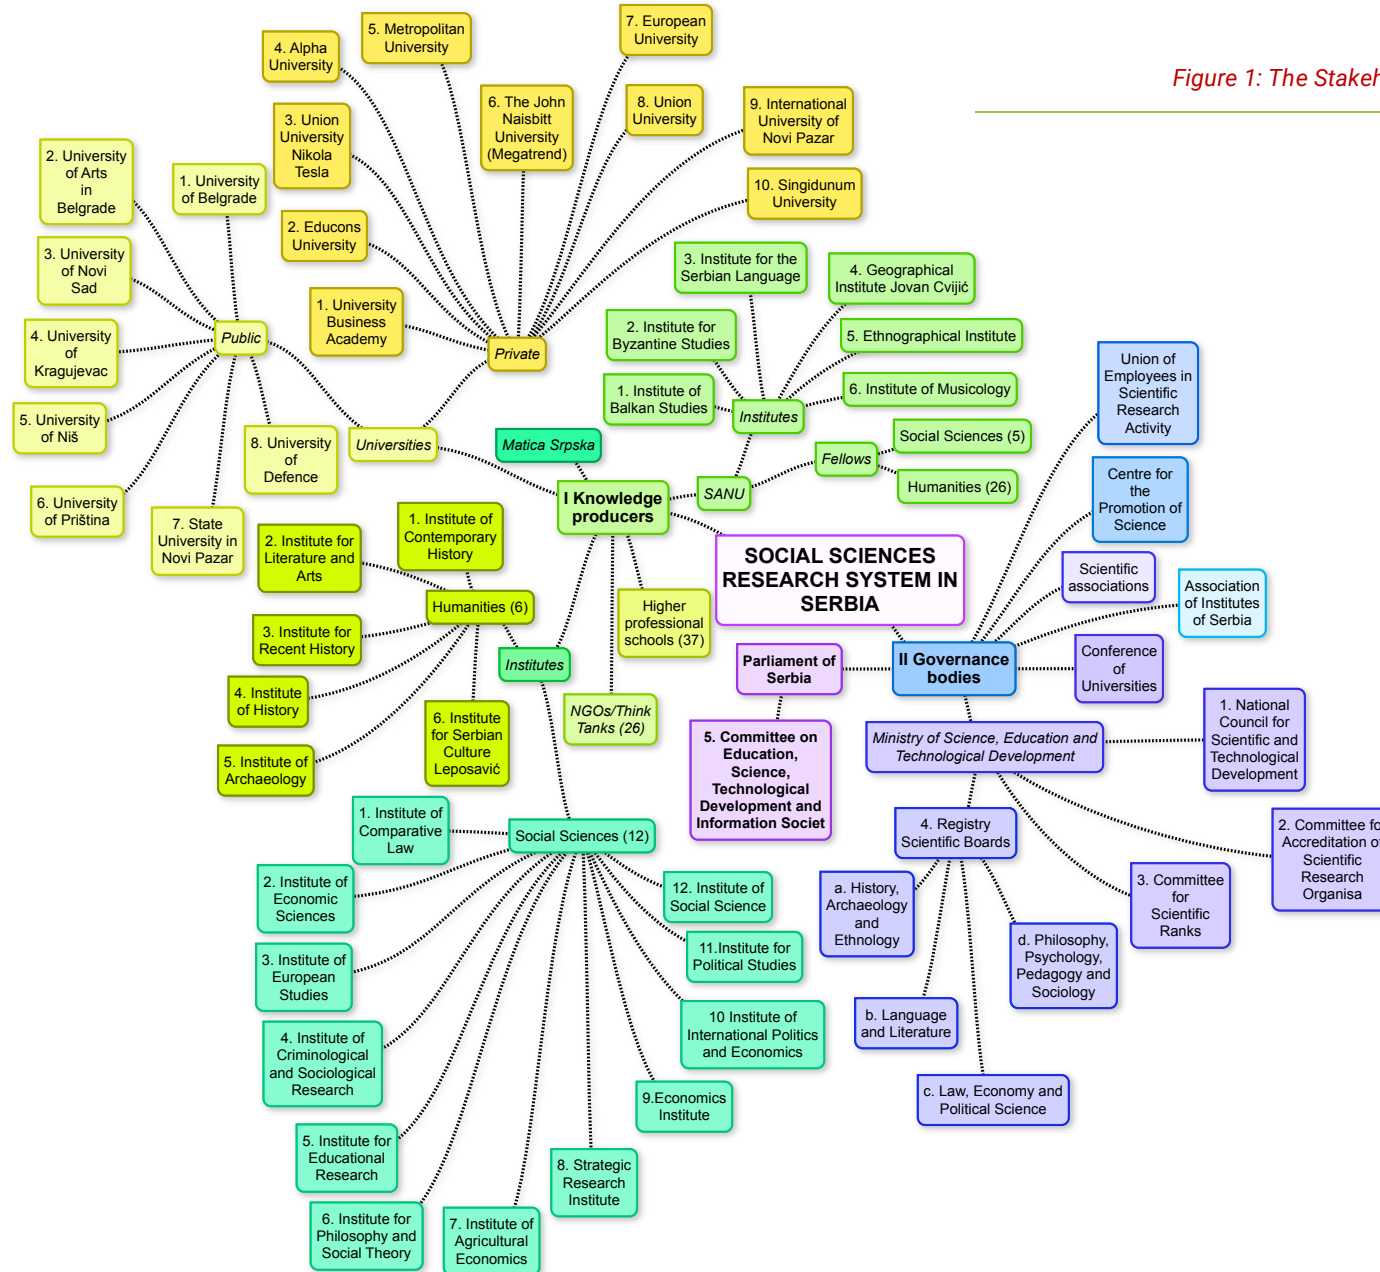 Figure 1: The Stakeh
SOCIAL SCIENCES
RESEARCH SYSTEM IN
SERBIA
I Knowledge
producers
Matica Srpska
Universities
Public
1. University
of Belgrade
2. University
of Arts
in
Belgrade
3. University
of Novi
Sad
4. University
of
Kragujevac
5. University
of Niš
6. University
of Priština
7. State
University in
Novi Pazar
8. University
of
Defence
Private
1. University
Business
Academy
2. Educons
University
3. Union
University
Nikola
Tesla
4. Alpha
University
5. Metropolitan
University
6. The John
Naisbitt
University
(Megatrend)
7. European
University
8. Union
University
9. International
University of
Novi Pazar
10. Singidunum
University
SANU
Institutes
1. Institute of
Balkan Studies
2. Institute for
Byzantine Studies
3. Institute for the
Serbian Language
4. Geographical
Institute Jovan Cvijić
5. Ethnographical Institute
6. Institute of Musicology
Fellows
Social Sciences (5)
Humanities (26)
Higher
professional
schools (37)
NGOs/Think
Tanks (26)
Institutes
Humanities (6)
1. Institute of
Contemporary
History
2. Institute for
Literature and
Arts
3. Institute for
Recent History
4. Institute
of History
5. Institute of
Archaeology
6. Institute
for Serbian
Culture
Leposavić
Social Sciences (12)
1. Institute of
Comparative
Law
2. Institute of
Economic
Sciences
3. Institute of
European
Studies
4. Institute of
Criminological
and Sociological
Research
5. Institute for
Educational
Research
6. Institute for
Philosophy and
Social Theory
7. Institute of
Agricultural
Economics
8. Strategic
Research
Institute
9.Economics
Institute
10 Institute of
International Politics
and Economics
11.Institute for
Political Studies
12. Institute of
Social Science
II Governance
bodies
Union of
Employees in
Scientific
Research
Activity
Centre for
the
Promotion of
Science
Scientific
associations
Association
of Institutes
of Serbia
Conference
of
Universities
Parliament of
Serbia
5. Committee on
Education,
Science,
Technological
Development and
Information Societ
Ministry of Science, Education and
Technological Development
1. National
Council for
Scientific and
Technological
Development
2. Committee fo
Accreditation of
Scientific
Research
Organisa
3. Committee
for
Scientific
Ranks
4. Registry
Scientific Boards
a. History,
Archaeology
and
Ethnology
b. Language
and Literature
c. Law, Economy and
Political Science
d. Philosophy,
Psychology,
Pedagogy and
Sociology